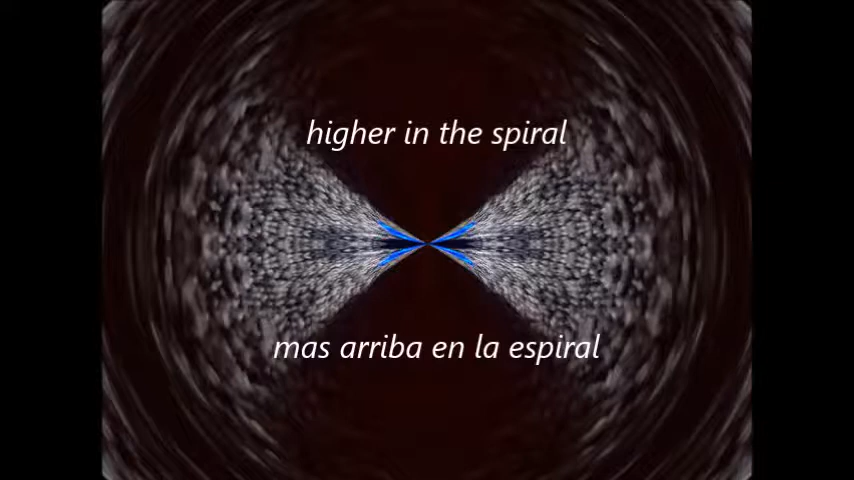 higher in the spiral
mas arriba en la espiral